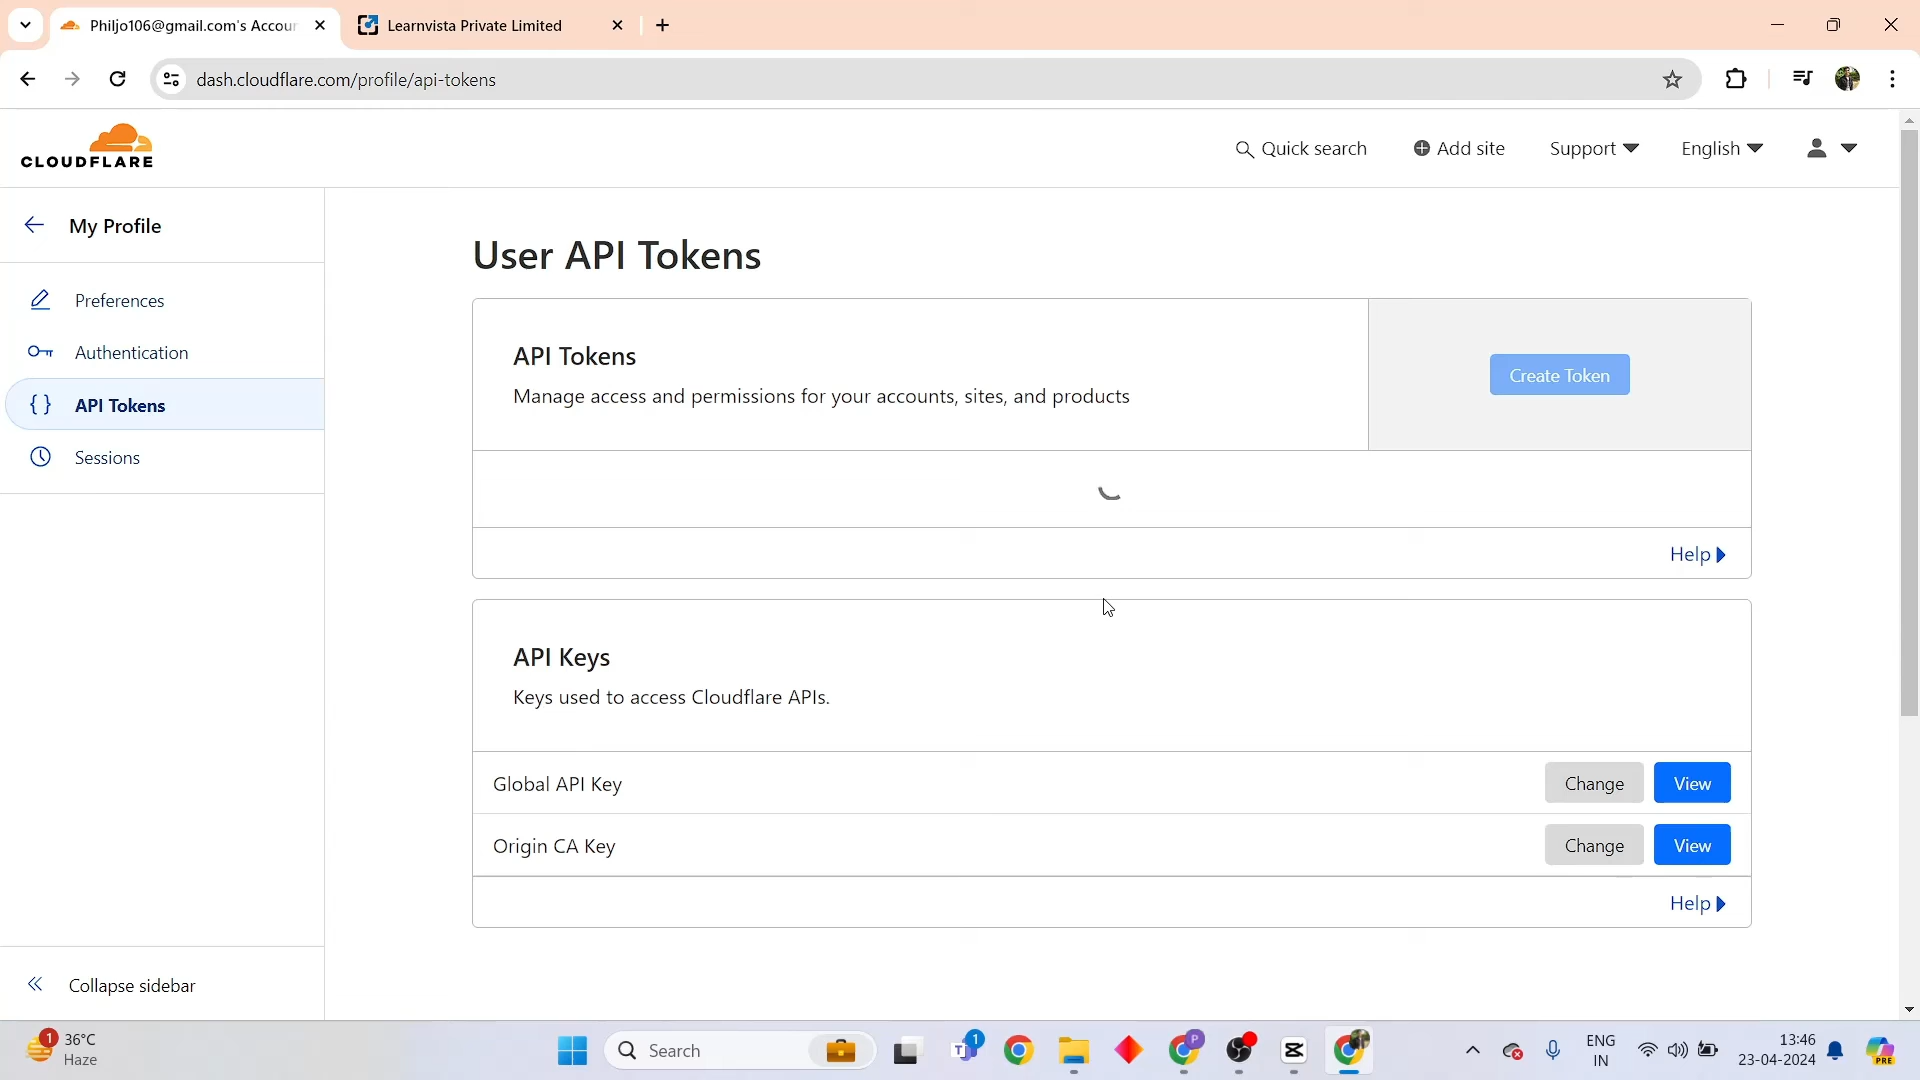 Philjo106@gmail.com's Accour
Learnvista Private Limited
dash.cloudflare.com/profile/api-tokens
CLOUDFLARE
Quick search
Add site
Support
English
My Profile
Preferences
Authentication
API Tokens
Sessions
Collapse sidebar
User API Tokens
API Tokens
Manage access and permissions for your accounts, sites, and products
Create Token
Help
API Keys
Keys used to access Cloudflare APIs.
Global API Key
Change
View
Origin CA Key
Change
View
Help
1
36°C
Haze
Search
1
T
P
ENG
IN
13:46
23-04-2024
PRE